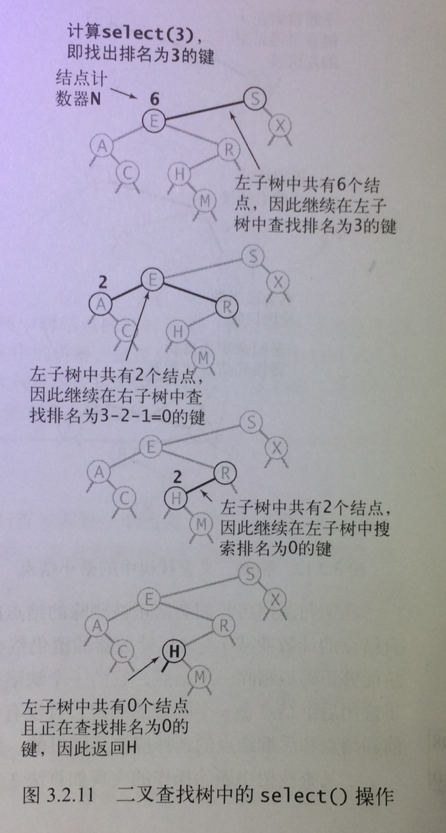 计算select(3),
即找出排名为3的键
结点计
数器N
6
S
E
X
A
R
C
H
M
左子树中共有6个结
点，因此继续在左子
树中查找排名为3的键
S
2
E
X
A
R
C
H
M
左子树中共有2个结点，
因此继续在右子树中查
找排名为3-2-1=0的键
S
E
X
A
2
R
C
H
M
左子树中共有2个结点，
因此继续在左子树中搜
索排名为0的键
S
E
X
A
R
C
H
M
左子树中共有0个结点
且正在查找排名为0的
键，因此返回H
图 3.2.11 二叉查找树中的 select() 操作